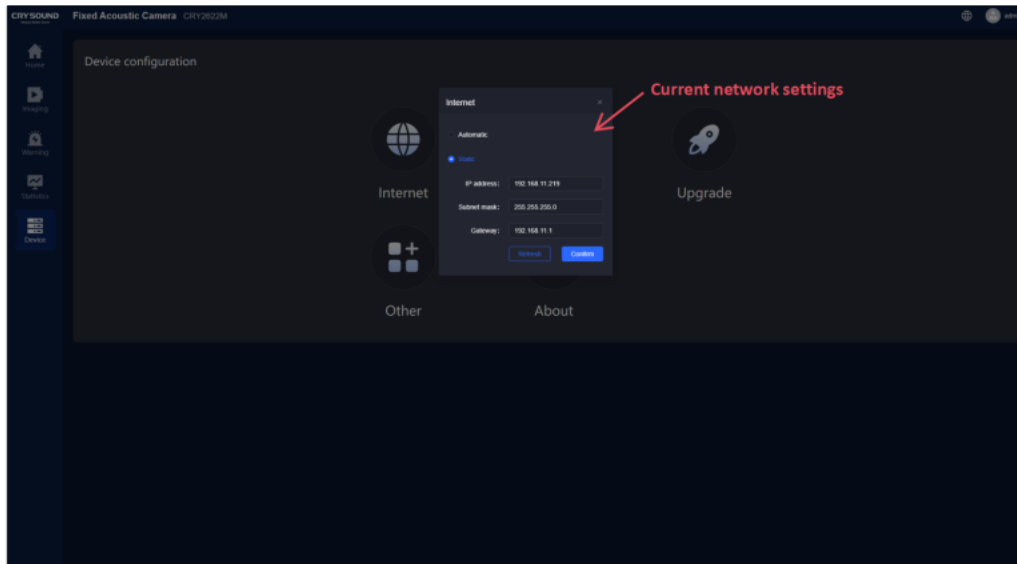 CRYSOUND
Fixed Acoustic Camera CRY2622M
Home
Device configuration
Current network settings
Internet
Imaging
Automatic
Warning
Static
IP address: 192.168.11.219
Internet
Upgrade
Statistics
Subnet mask: 255.255.255.0
Gateway: 192.168.11.1
Device
Refresh
Confirm
Other
About